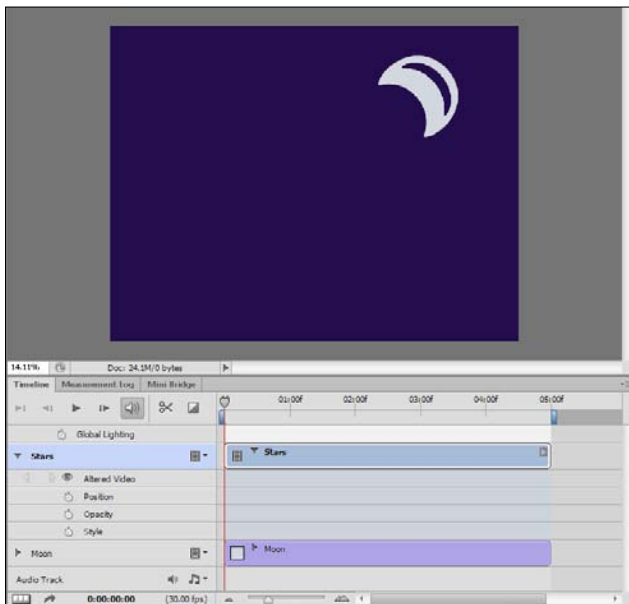 14.11%
Doc: 24.1M/0 bytes
Timeline Measurement Log Mini Bridge
01:00f 02:00f 03:00f 04:00f 05:00f
Global Lighting
Stars Stars
Altered Video
Position
Opacity
Style
Moon Moon
Audio Track
0:00:00:00 (30.00 fps)